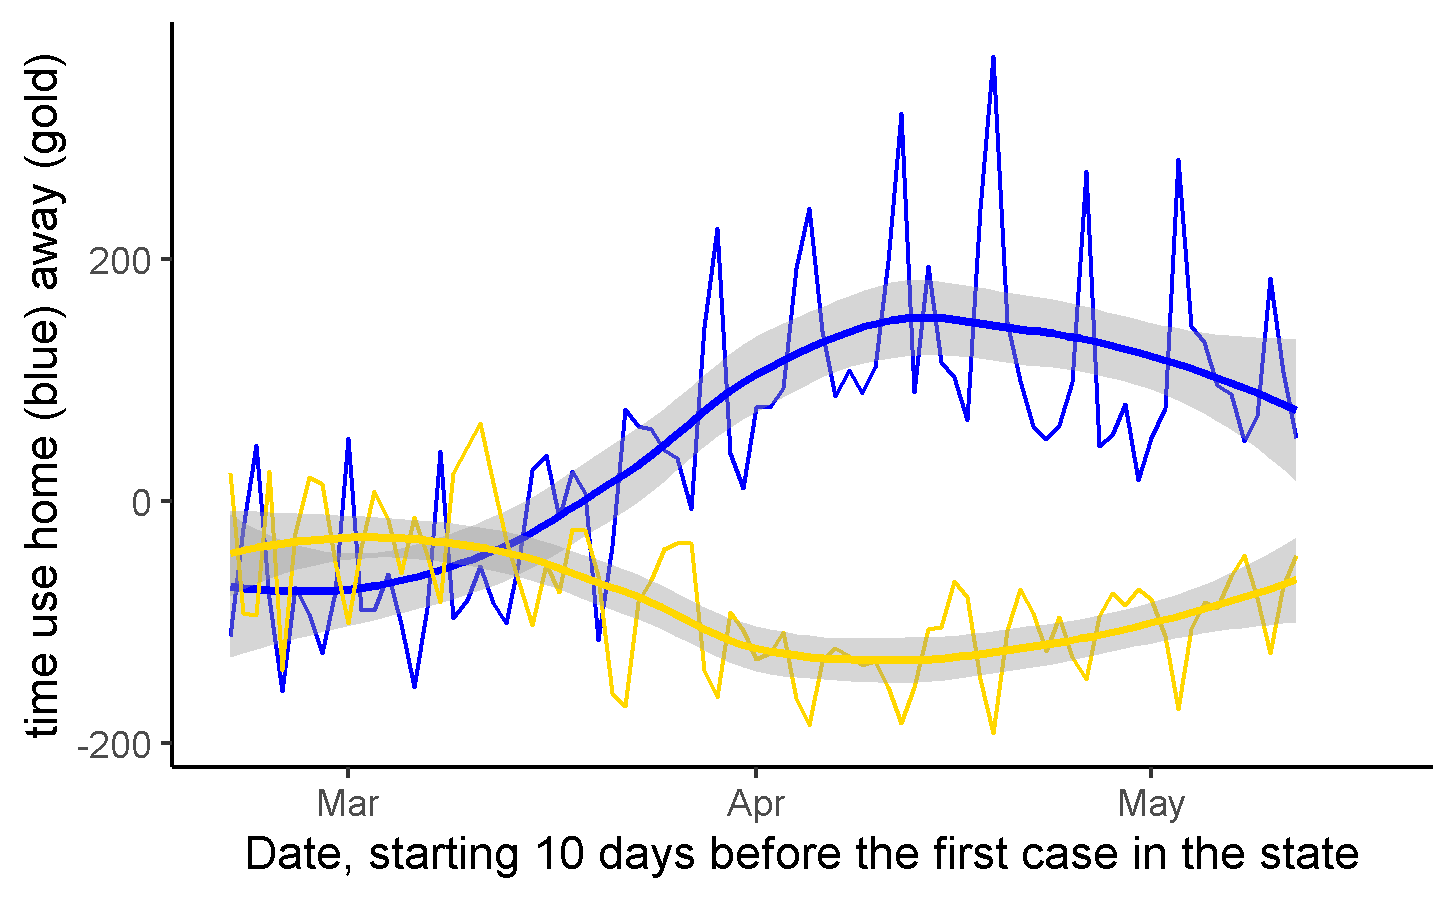 time use home (blue) away (gold)
200
0
-200
Mar
Apr
May
Date, starting 10 days before the first case in the state